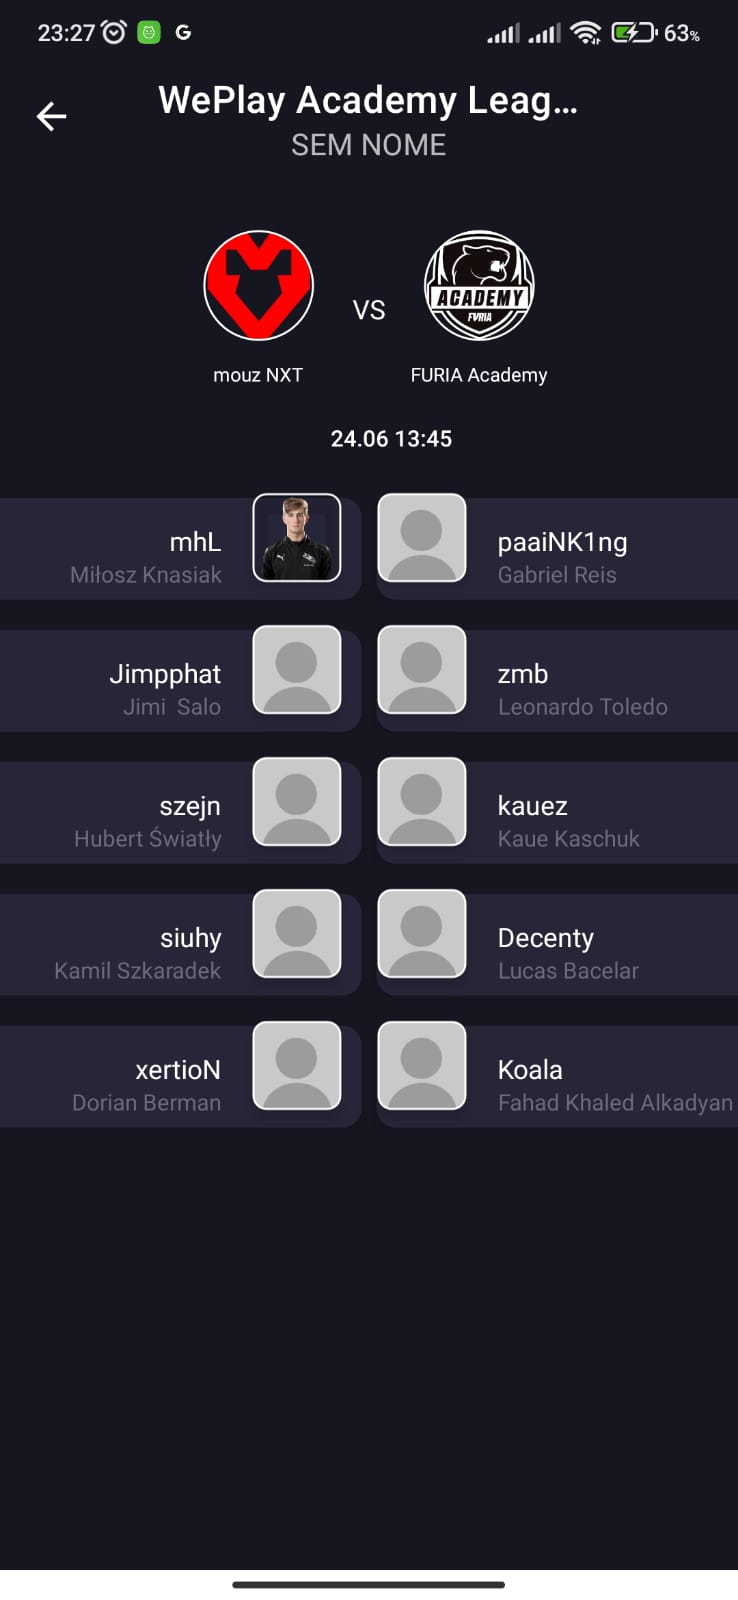 23:27 G 63%
WePlay Academy Leag...
SEM NOME
ACADEMY
FVRIA
VS
mouz NXT
FURIA Academy
24.06 13:45
mhL
Miłosz Knasiak
paaiNK1ng
Gabriel Reis
Jimpphat
Jimi  Salo
zmb
Leonardo Toledo
szejn
Hubert Światły
kauez
Kaue Kaschuk
siuhy
Kamil Szkaradek
Decenty
Lucas Bacelar
xertioN
Dorian Berman
Koala
Fahad Khaled Alkadyan